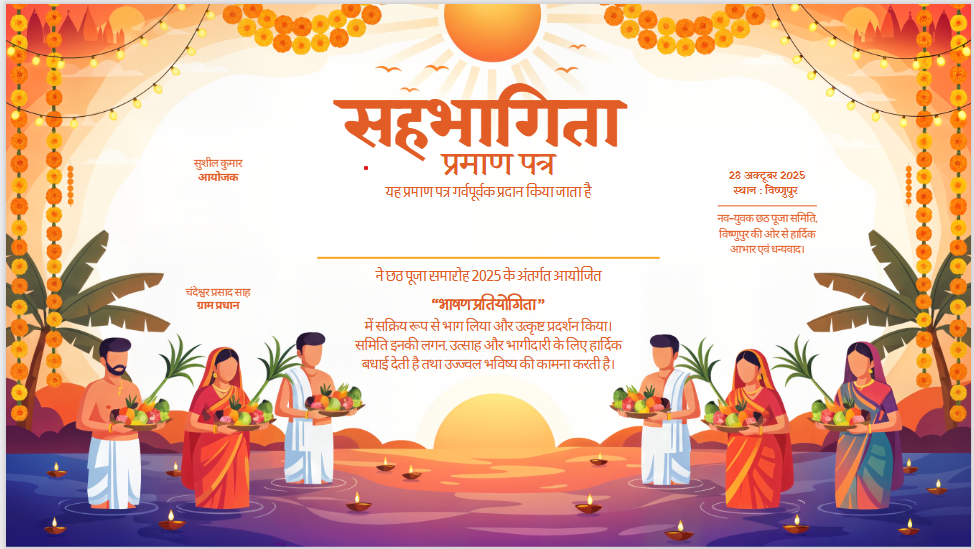 सहभागिता
प्रमाण पत्र
यह प्रमाण पत्र गर्वपूर्वक प्रदान किया जाता है
सुशील कुमार
आयोजक
28 अक्टूबर 2025
स्थान : विष्णुपुर
नव-युवक छठ पूजा समिति,
विष्णुपुर की ओर से हार्दिक
आभार एवं धन्यवाद।
ने छठ पूजा समारोह 2025 के अंतर्गत आयोजित
“भाषण प्रतियोगिता”
में सक्रिय रूप से भाग लिया और उत्कृष्ट प्रदर्शन किया।
समिति इनकी लगन, उत्साह और भागीदारी के लिए हार्दिक
बधाई देती है तथा उज्ज्वल भविष्य की कामना करती है।
चंदेश्वर प्रसाद साह
ग्राम प्रधान